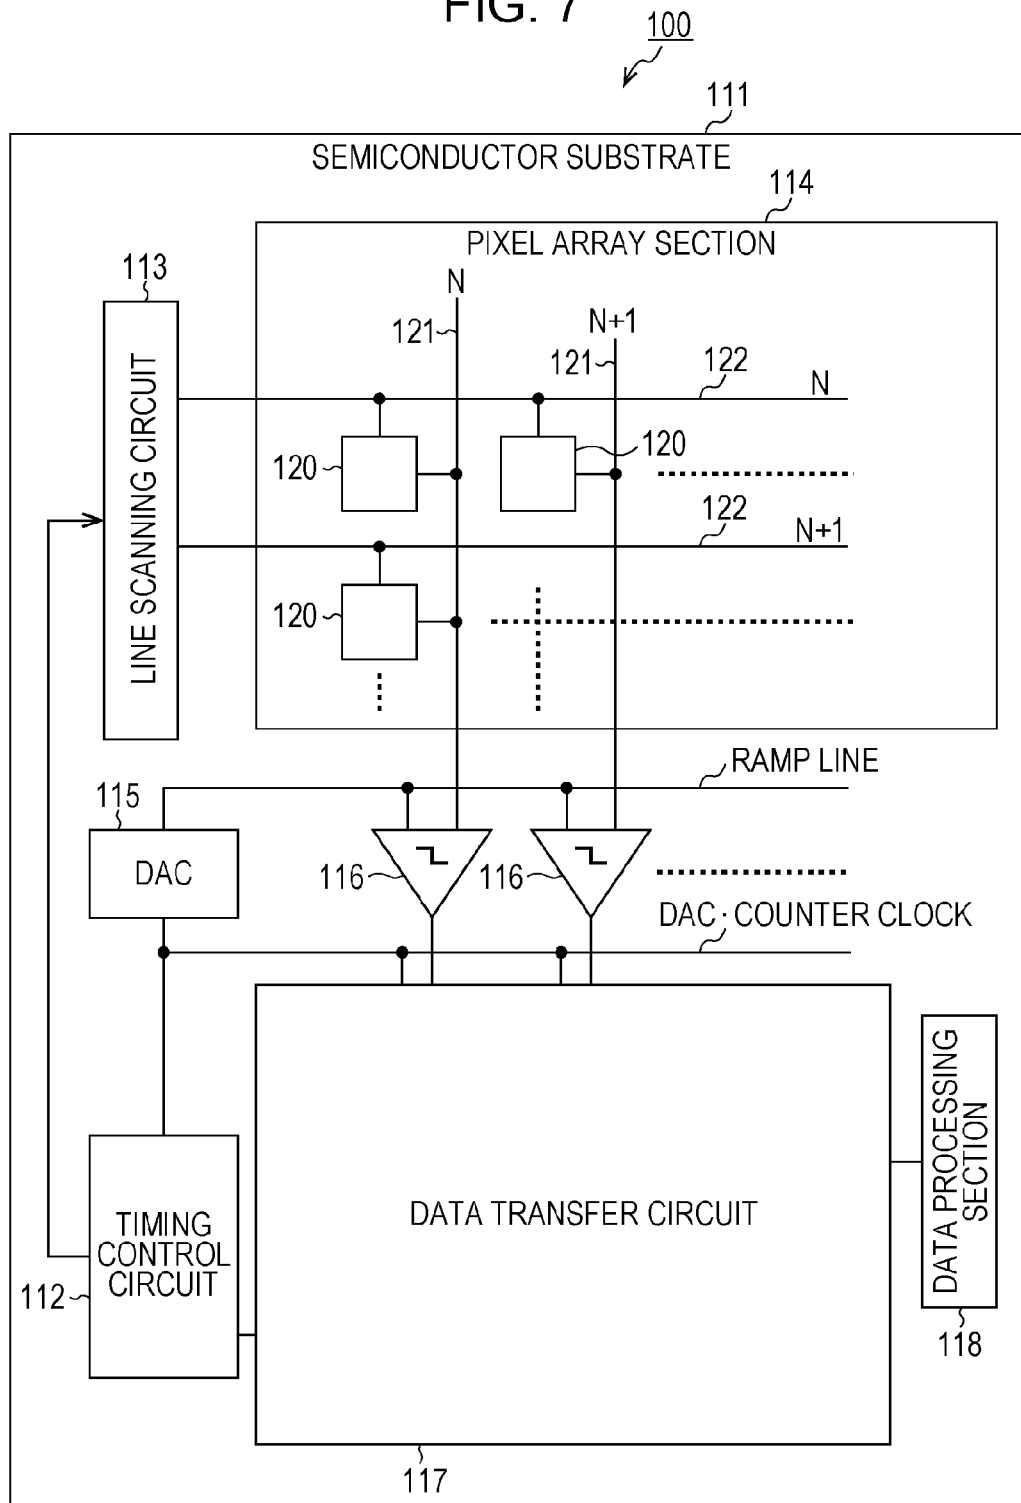 FIG. 7
100
111
SEMICONDUCTOR SUBSTRATE
114
PIXEL ARRAY SECTION
113
LINE SCANNING CIRCUIT
N
121
N+1
121
122
N
120
120
122
N+1
120
RAMP LINE
115
DAC
116
116
DAC · COUNTER CLOCK
TIMING
CONTROL
CIRCUIT
112
DATA TRANSFER CIRCUIT
117
DATA PROCESSING
SECTION
118